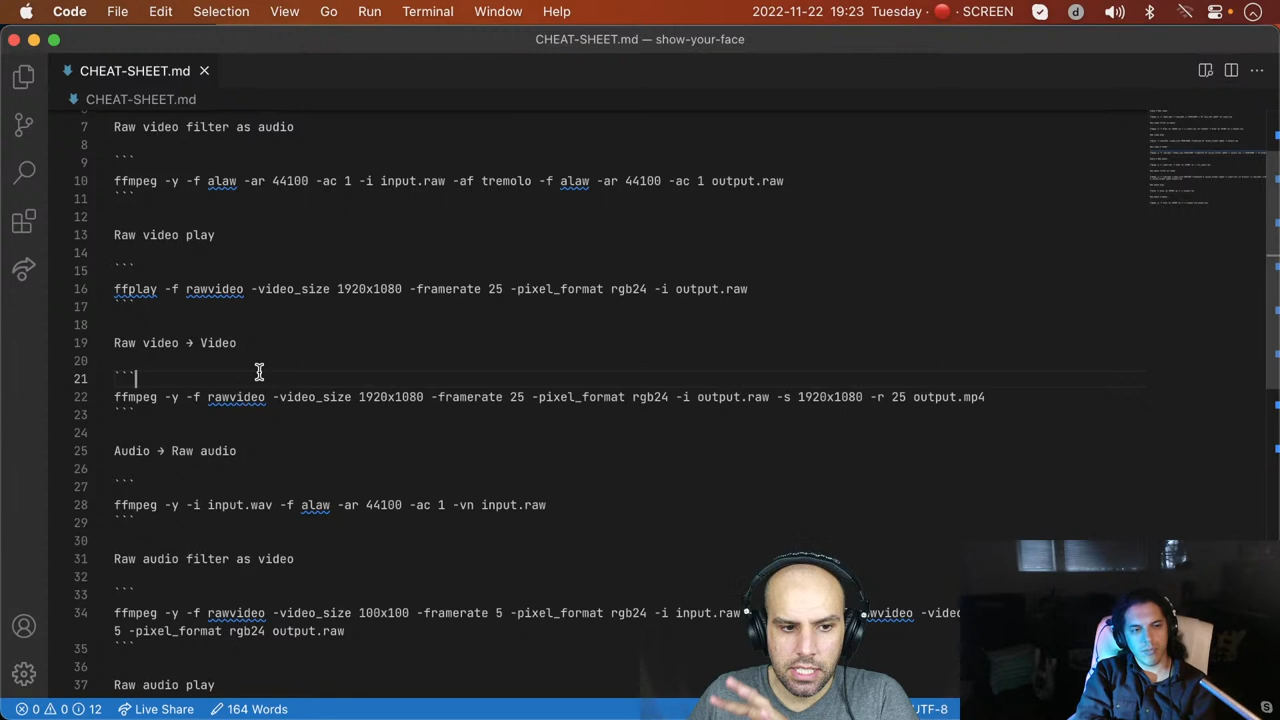 Code File Edit Selection View Go Run Terminal Window Help 2022-11-22 19:23 Tuesday SCREEN
CHEAT-SHEET.md — show-your-face
CHEAT-SHEET.md
CHEAT-SHEET.md
7 Raw video filter as audio
8
9 ```
10 ffmpeg -y -f alaw -ar 44100 -ac 1 -i input.raw -af tremolo -f alaw -ar 44100 -ac 1 output.raw
11 ```
12
13 Raw video play
14
15 ```
16 ffplay -f rawvideo -video_size 1920x1080 -framerate 25 -pixel_format rgb24 -i output.raw
17 ```
18
19 Raw video → Video
20
21 ```
22 ffmpeg -y -f rawvideo -video_size 1920x1080 -framerate 25 -pixel_format rgb24 -i output.raw -s 1920x1080 -r 25 output.mp4
23 ```
24
25 Audio → Raw audio
26
27 ```
28 ffmpeg -y -i input.wav -f alaw -ar 44100 -ac 1 -vn input.raw
29 ```
30
31 Raw audio filter as video
32
33 ```
34 ffmpeg -y -f rawvideo -video_size 100x100 -framerate 5 -pixel_format rgb24 -i input.raw
5 -pixel_format rgb24 output.raw
35 ```
36
37 Raw audio play
0 0 12 Live Share 164 Words UTF-8